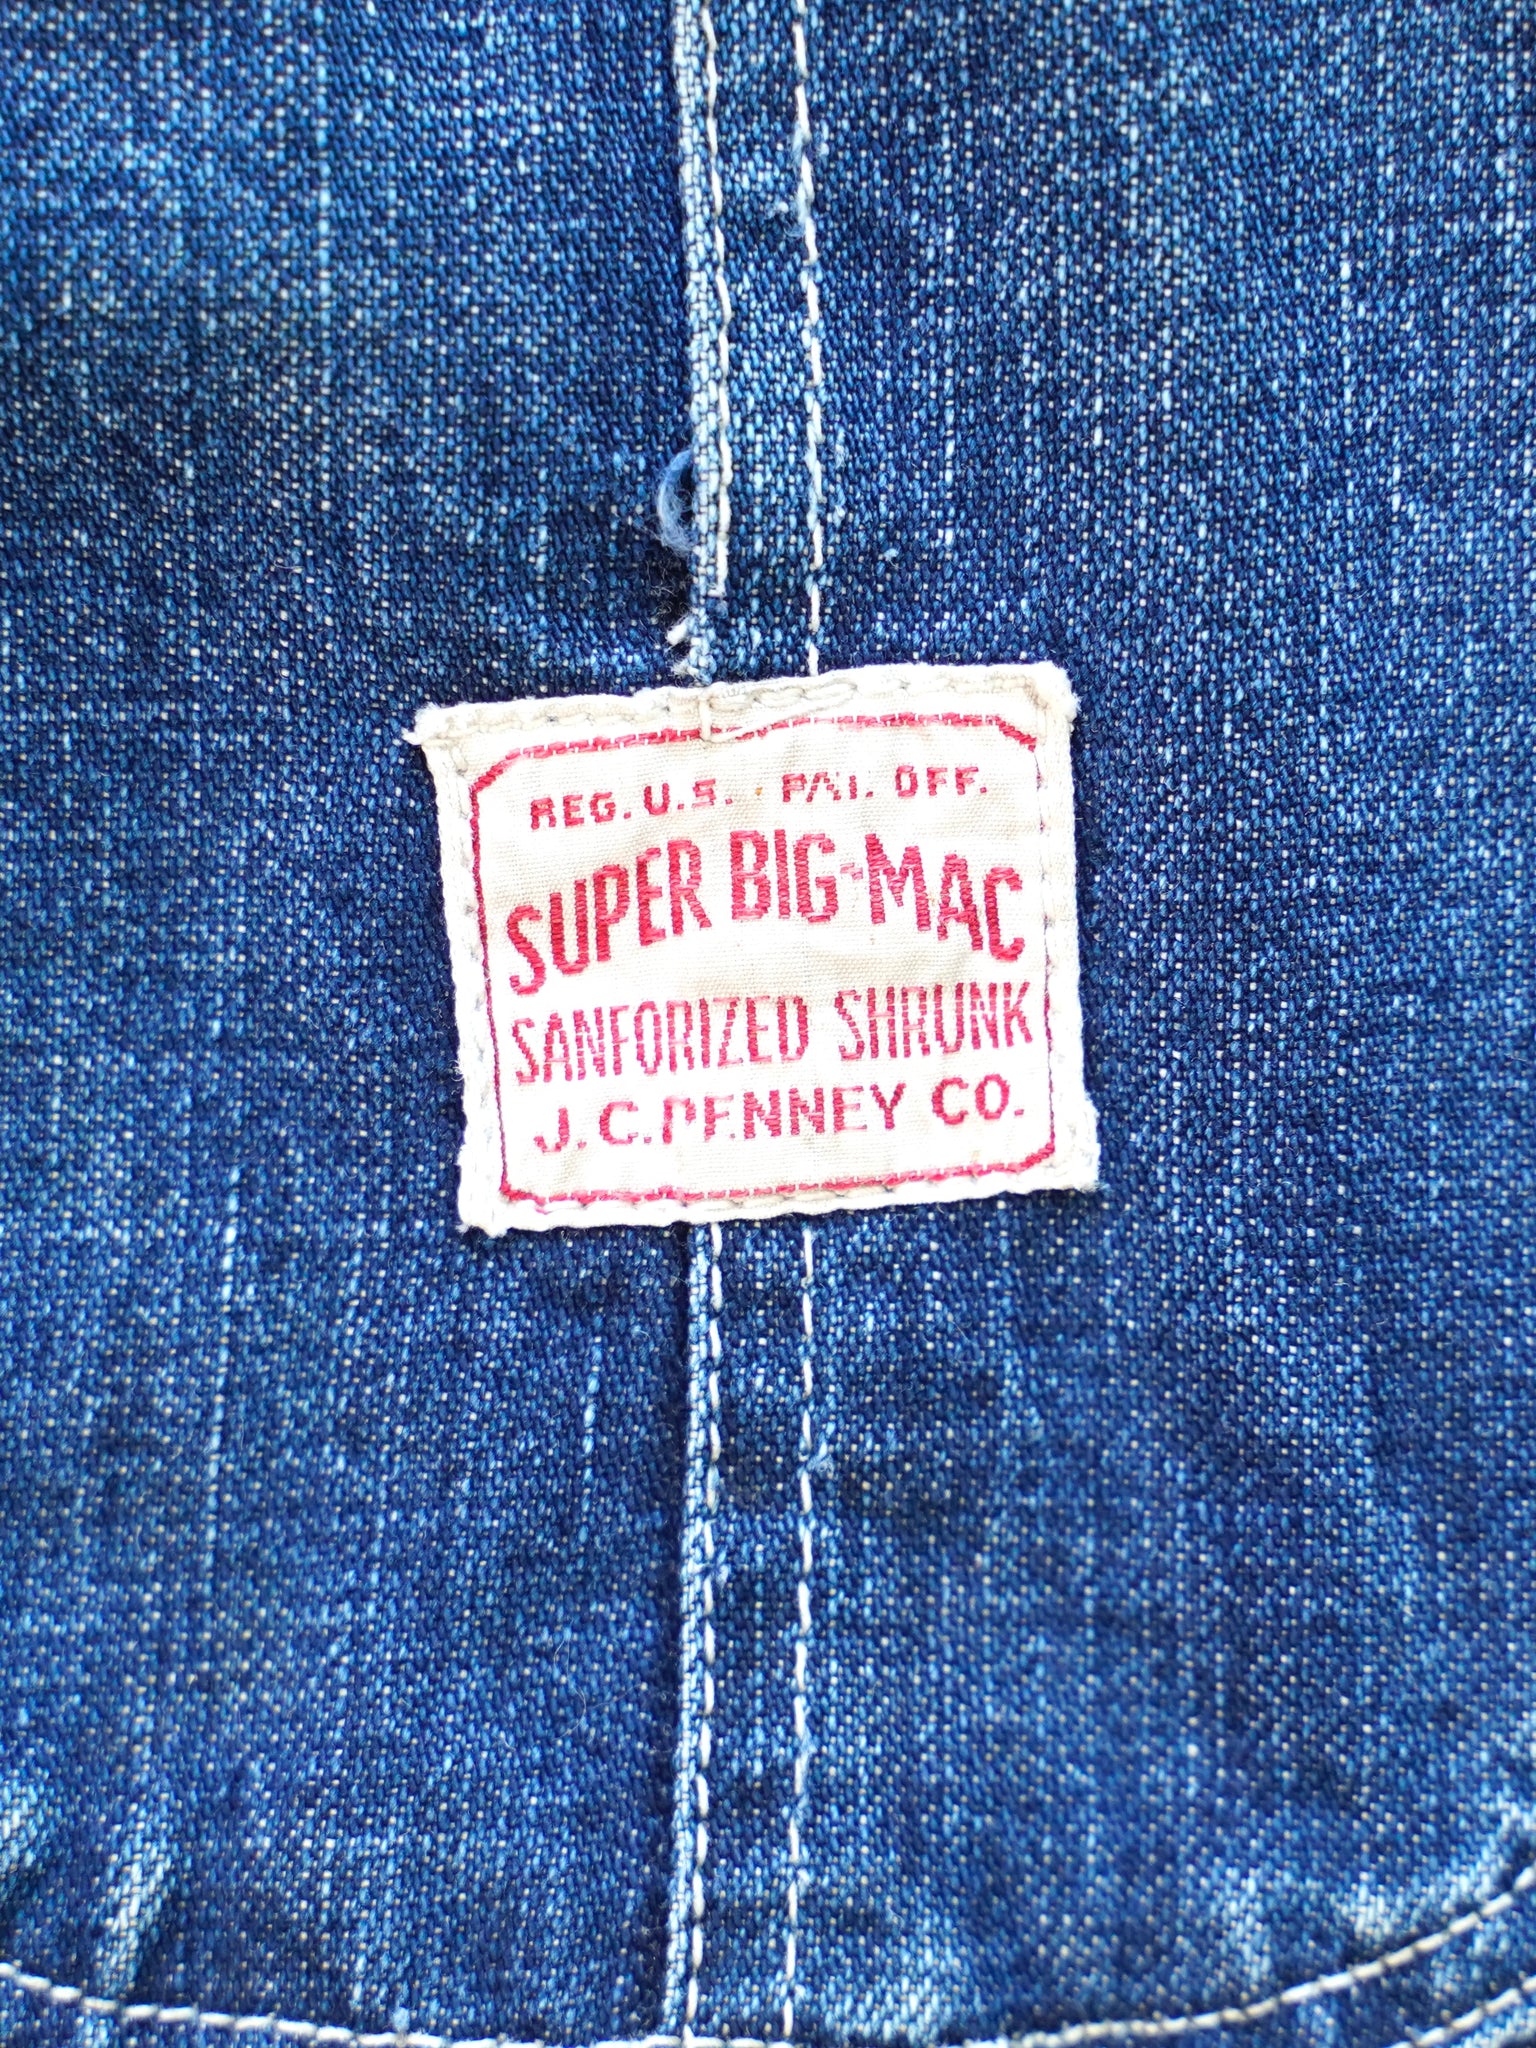 REG. U.S. PAT. OFF.
SUPER BIG-MAC
SANFORIZED SHRUNK
J.C. PENNEY CO.